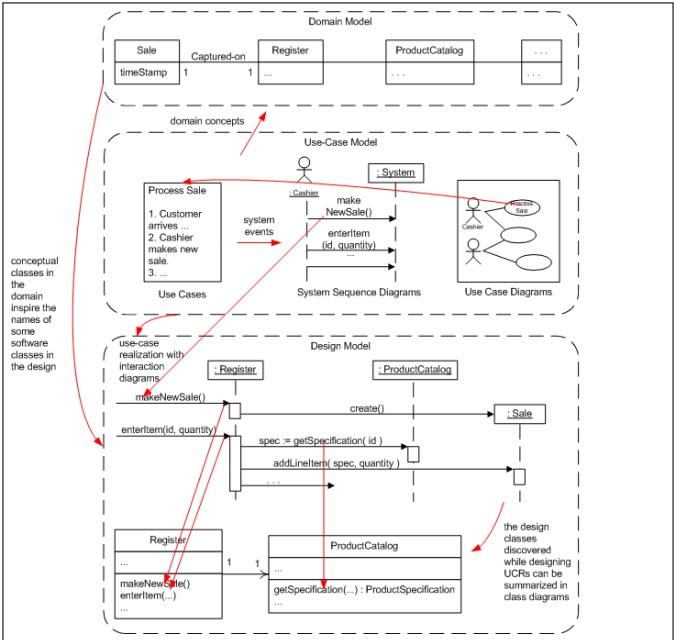 Domain Model
Sale
Captured-on
Register
ProductCatalog
. . .
timeStamp
1
1
...
. . .
. . .
domain concepts
Use-Case Model
Process Sale
1. Customer
arrives ...
2. Cashier
makes new
sale.
3. ...
Use Cases
system
events
: Cashier
: System
make
NewSale()
enterItem
(id, quantity)
...
System Sequence Diagrams
Process
Sale
Cashier
Use Case Diagrams
conceptual
classes in
the
domain
inspire the
names of
some
software
classes in
the design
use-case
realization with
interaction
diagrams
Design Model
: Register
: ProductCatalog
makeNewSale()
create()
: Sale
enterItem(id, quantity)
spec := getSpecification( id )
addLineItem( spec, quantity )
. . .
the design
classes
discovered
while designing
UCRs can be
summarized in
class diagrams
Register
...
makeNewSale()
enterItem(...)
...
1
1
ProductCatalog
...
getSpecification(...) : ProductSpecification
...